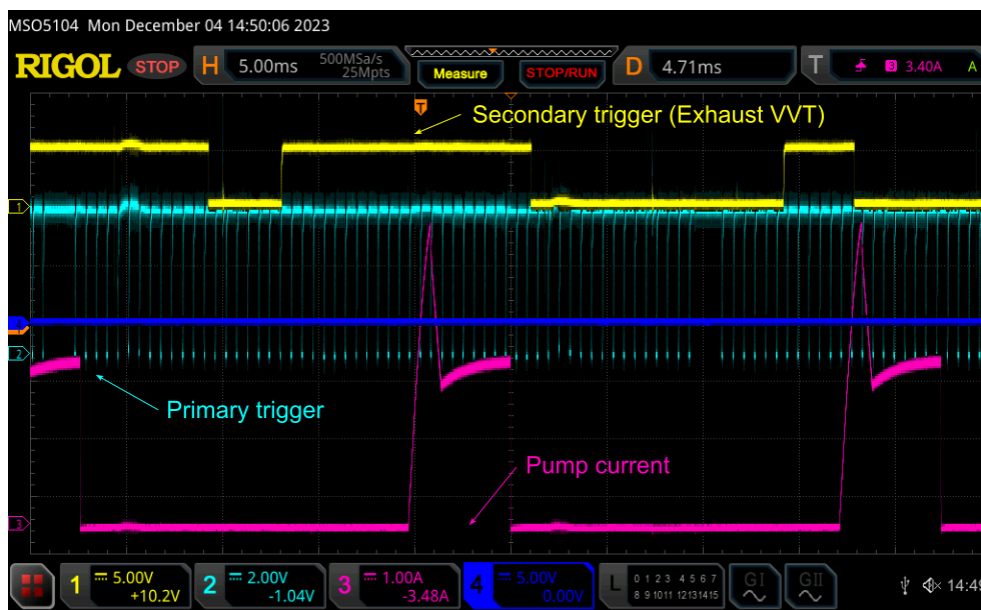 MSO5104 Mon December 04 14:50:06 2023
RIGOL STOP H 5.00ms 500MSa/s 25Mpts Measure STOP/RUN D 4.71ms T 3 3.40A A
T
Secondary trigger (Exhaust VVT)
1
2
Primary trigger
Pump current
3
1 5.00V +10.2V 2 2.00V -1.04V 3 1.00A -3.48A 4 5.00V 0.00V L 0 1 2 3 4 5 6 7 8 9 10 11 12 13 14 15 GI GII 14:49